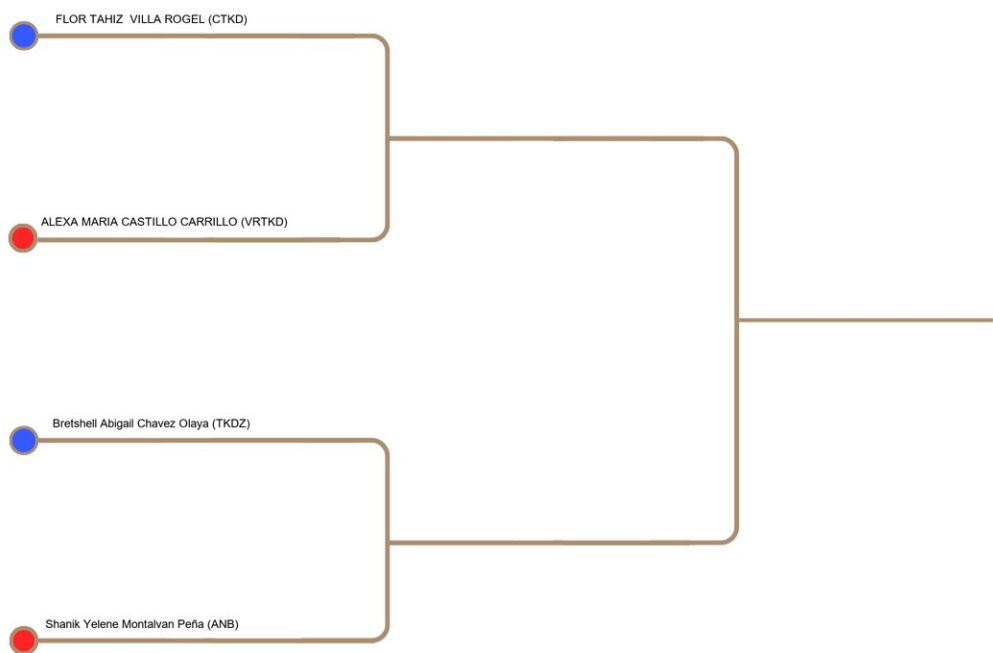 FLOR TAHIZ  VILLA ROGEL (CTKD)
ALEXA MARIA CASTILLO CARRILLO (VRTKD)
Bretshell Abigail Chavez Olaya (TKDZ)
Shanik Yelene Montalvan Peña (ANB)